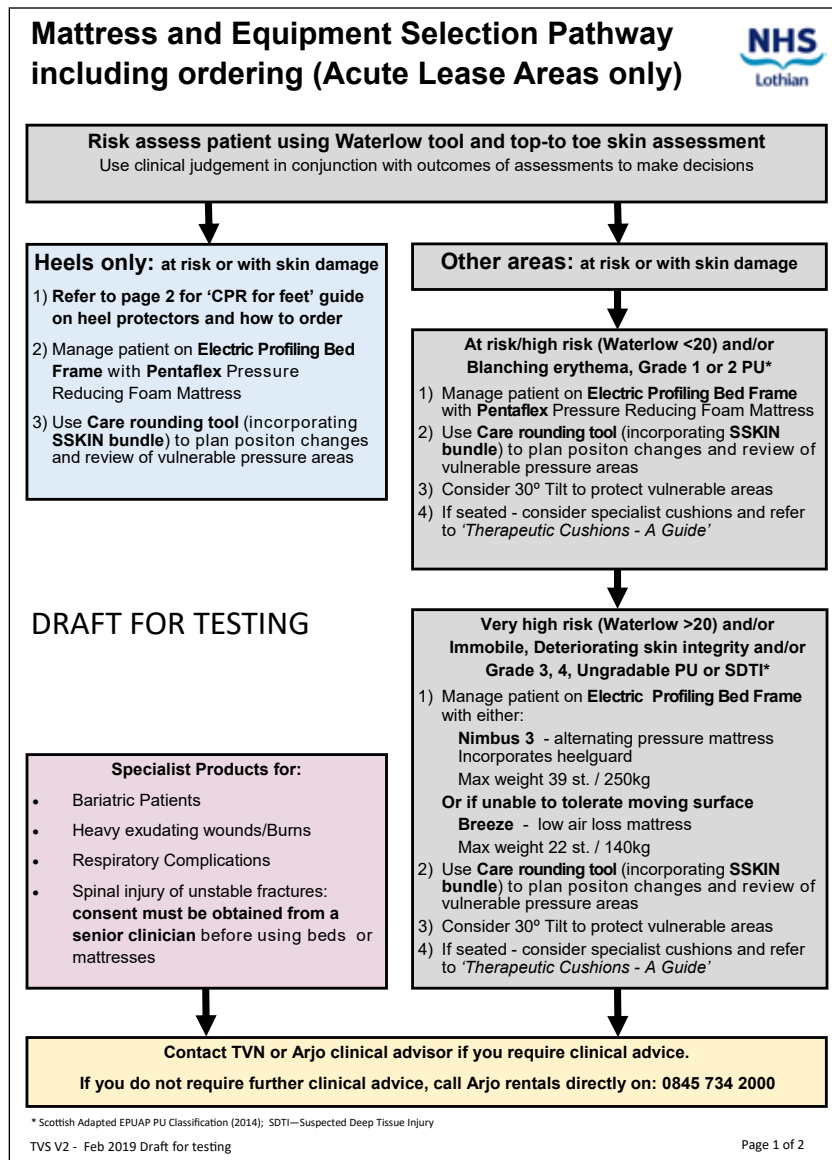 Mattress and Equipment Selection Pathway
including ordering (Acute Lease Areas only)
NHS
Lothian
Risk assess patient using Waterlow tool and top-to toe skin assessment
Use clinical judgement in conjunction with outcomes of assessments to make decisions
Heels only: at risk or with skin damage
1) Refer to page 2 for ‘CPR for feet’ guide
on heel protectors and how to order
2) Manage patient on Electric Profiling Bed
Frame with Pentaflex Pressure
Reducing Foam Mattress
3) Use Care rounding tool (incorporating
SSKIN bundle) to plan positon changes
and review of vulnerable pressure areas
Other areas: at risk or with skin damage
At risk/high risk (Waterlow <20) and/or
Blanching erythema, Grade 1 or 2 PU*
1) Manage patient on Electric Profiling Bed Frame
with Pentaflex Pressure Reducing Foam Mattress
2) Use Care rounding tool (incorporating SSKIN
bundle) to plan positon changes and review of
vulnerable pressure areas
3) Consider 30º Tilt to protect vulnerable areas
4) If seated - consider specialist cushions and refer
to ‘Therapeutic Cushions - A Guide’
DRAFT FOR TESTING
Very high risk (Waterlow >20) and/or
Immobile, Deteriorating skin integrity and/or
Grade 3, 4, Ungradable PU or SDTI*
1) Manage patient on Electric Profiling Bed Frame
with either:
Nimbus 3 - alternating pressure mattress
Incorporates heelguard
Max weight 39 st. / 250kg
Or if unable to tolerate moving surface
Breeze - low air loss mattress
Max weight 22 st. / 140kg
2) Use Care rounding tool (incorporating SSKIN
bundle) to plan positon changes and review of
vulnerable pressure areas
3) Consider 30º Tilt to protect vulnerable areas
4) If seated - consider specialist cushions and refer
to ‘Therapeutic Cushions - A Guide’
Specialist Products for:
• Bariatric Patients
• Heavy exudating wounds/Burns
• Respiratory Complications
• Spinal injury of unstable fractures:
consent must be obtained from a
senior clinician before using beds or
mattresses
Contact TVN or Arjo clinical advisor if you require clinical advice.
If you do not require further clinical advice, call Arjo rentals directly on: 0845 734 2000
* Scottish Adapted EPUAP PU Classification (2014); SDTI—Suspected Deep Tissue Injury
TVS V2 - Feb 2019 Draft for testing
Page 1 of 2